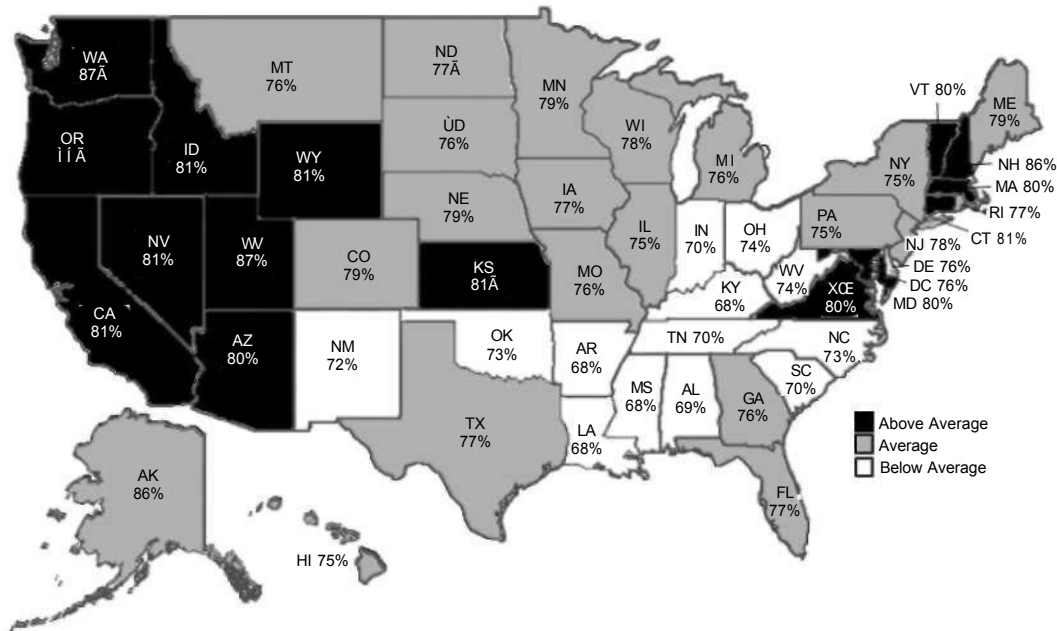 WA
87Ã
MT
76%
ND
77Ã
MN
79%
VT 80%
ME
79%
OR
Ì Í Ã
ID
81%
WY
81%
ÙD
76%
WI
78%
MI
76%
NY
75%
NH 86%
MA 80%
RI 77%
CT 81%
NE
79%
IA
77%
PA
75%
NJ 78%
DE 76%
DC 76%
MD 80%
NV
81%
WV
87%
CO
79%
KS
81Ã
MO
76%
IL
75%
IN
70%
OH
74%
WV
74%
KY
68%
XŒ
80%
CA
81%
AZ
80%
NM
72%
OK
73%
AR
68%
TN 70%
NC
73%
SC
70%
MS
68%
AL
69%
GA
76%
TX
77%
LA
68%
FL
77%
AK
86%
HI 75%
Above Average
Average
Below Average